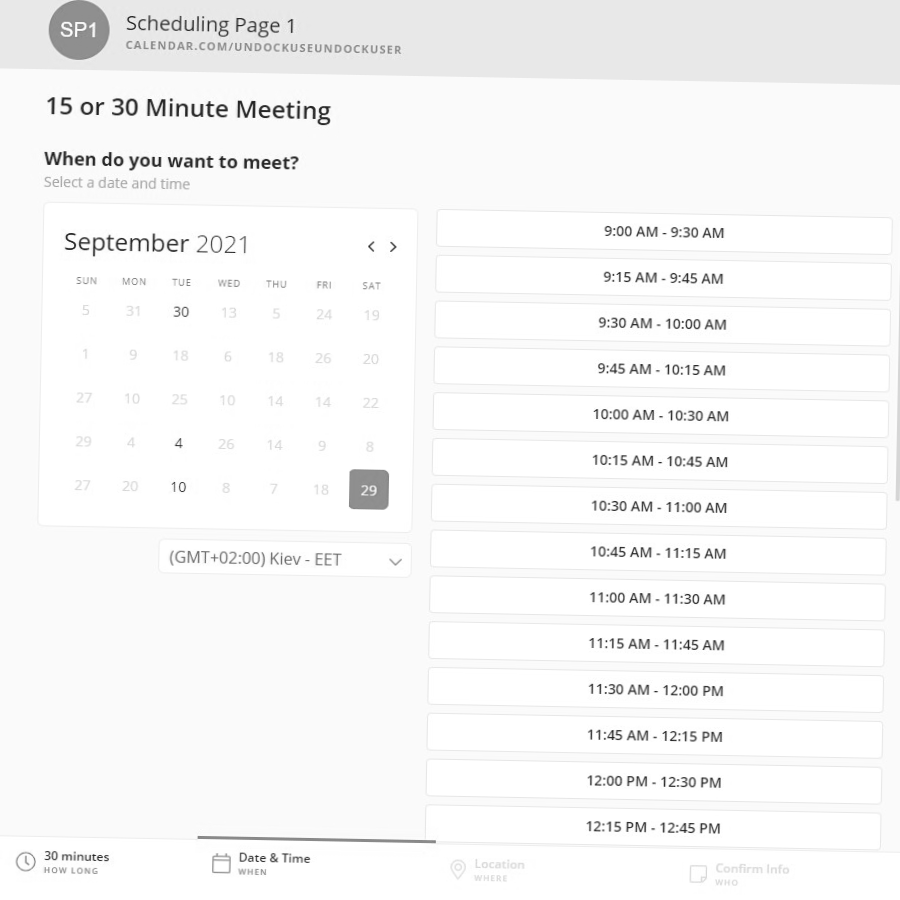 SP1
Scheduling Page 1
CALENDAR.COM/UNDOCKUSEUNDOCKUSER
15 or 30 Minute Meeting
When do you want to meet?
Select a date and time
September 2021
SUN MON TUE WED THU FRI SAT
5 31 30 13 5 24 19
1 9 18 6 18 26 20
27 10 25 10 14 14 22
29 4 4 26 14 9 8
27 20 10 8 7 18 29
(GMT+02:00) Kiev - EET
9:00 AM - 9:30 AM
9:15 AM - 9:45 AM
9:30 AM - 10:00 AM
9:45 AM - 10:15 AM
10:00 AM - 10:30 AM
10:15 AM - 10:45 AM
10:30 AM - 11:00 AM
10:45 AM - 11:15 AM
11:00 AM - 11:30 AM
11:15 AM - 11:45 AM
11:30 AM - 12:00 PM
11:45 AM - 12:15 PM
12:00 PM - 12:30 PM
12:15 PM - 12:45 PM
30 minutes
HOW LONG
Date & Time
WHEN
Location
WHERE
Confirm Info
WHO